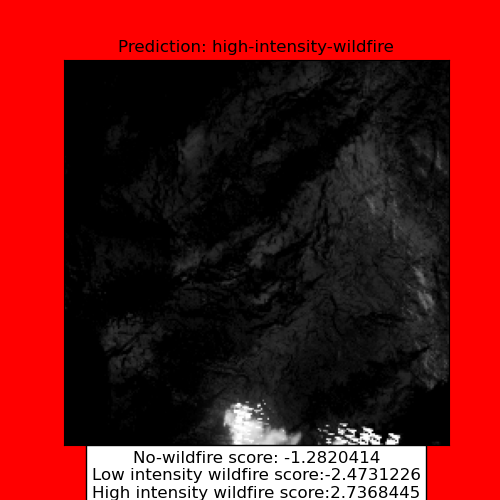 Prediction: high-intensity-wildfire
No-wildfire score: -1.2820414
Low intensity wildfire score:-2.4731226
High intensity wildfire score:2.7368445